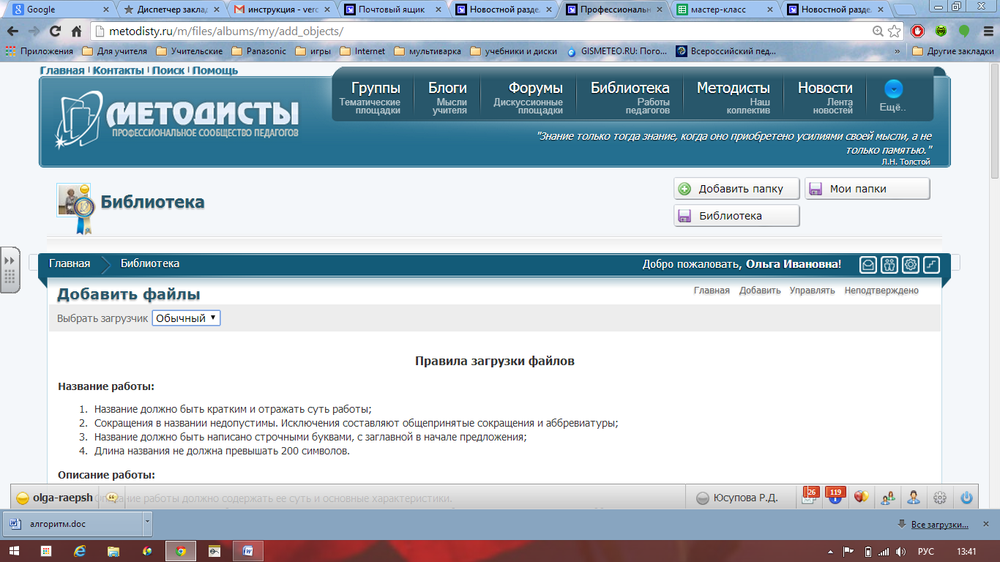 Google
Диспетчер заклад
инструкция - verc
Почтовый ящик
Новостной разде
Профессиональн
мастер-класс
Новостной разде
metodisty.ru/m/files/albums/my/add_objects/
Приложения
Для учителя
Учительские
Panasonic
игры
Internet
мультиварка
учебники и диски
GISMETEO.RU: Пого...
Всероссийский пед...
»
Другие закладки
Главная | Контакты | Поиск | Помощь
МЕТОДИСТЫ
ПРОФЕССИОНАЛЬНОЕ СООБЩЕСТВО ПЕДАГОГОВ
Группы
Тематические
площадки
Блоги
Мысли
учителя
Форумы
Дискуссионные
площадки
Библиотека
Работы
педагогов
Методисты
Наш
коллектив
Новости
Лента
новостей
Ещё..
"Знание только тогда знание, когда оно приобретено усилиями своей мысли, а не
только памятью."
Л.Н. Толстой
Библиотека
Добавить папку
Мои папки
Библиотека
Главная
Библиотека
Добро пожаловать, Ольга Ивановна!
Добавить файлы
Главная
Добавить
Управлять
Неподтверждено
Выбрать загрузчик
Обычный
Правила загрузки файлов
Название работы:
1. Название должно быть кратким и отражать суть работы;
2. Сокращения в названии недопустимы. Исключения составляют общепринятые сокращения и аббревиатуры;
3. Название должно быть написано строчными буквами, с заглавной в начале предложения;
4. Длина названия не должна превышать 200 символов.
Описание работы:
Описание работы должно содержать ее суть и основные характеристики.
olga-raepsh
Юсупова Р.Д.
26
119
алгоритм.doc
Все загрузки...
РУС
13:41